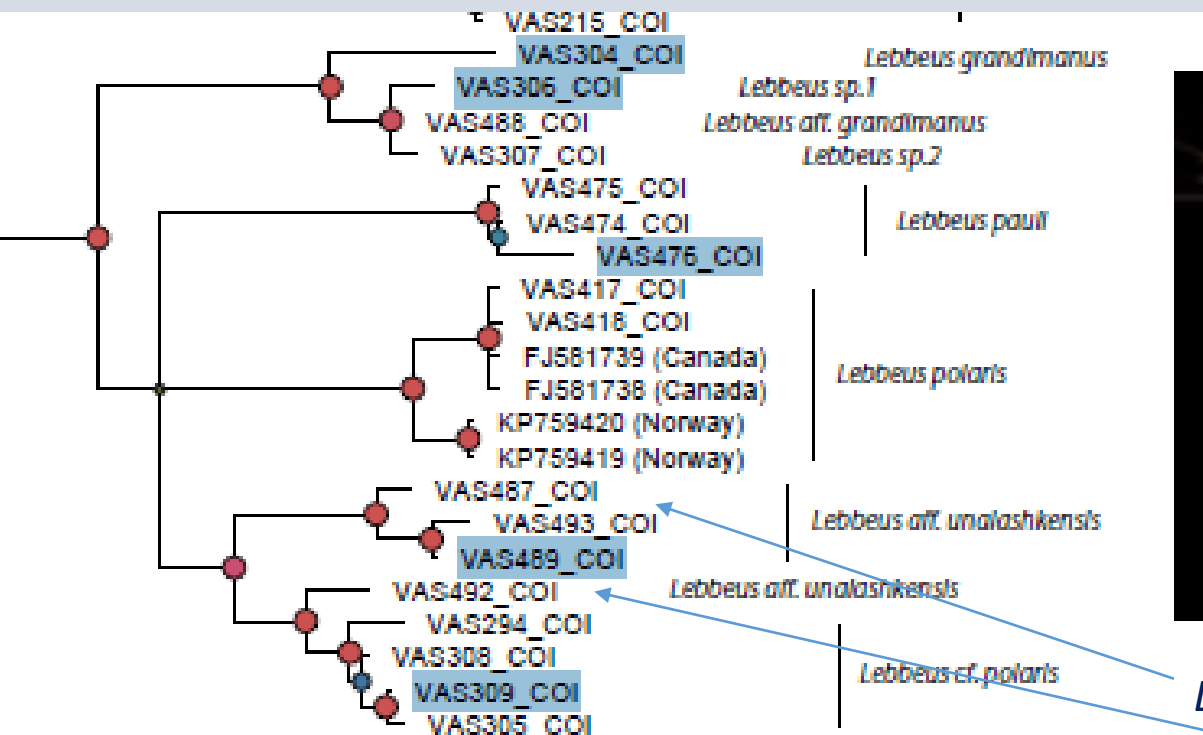 VAS215_COI
VAS304_COI Lebbeus grandimanus
VAS306_COI Lebbeus sp.1
VAS488_COI Lebbeus aff. grandimanus
VAS307_COI Lebbeus sp.2
VAS475_COI
VAS474_COI Lebbeus pauli
VAS476_COI
VAS417_COI
VAS418_COI
FJ581739 (Canada) Lebbeus polaris
FJ581738 (Canada)
KP759420 (Norway)
KP759419 (Norway)
VAS487_COI
VAS493_COI Lebbeus aff. unalashkensis
VAS489_COI
VAS492_COI Lebbeus aff. unalashkensis
VAS294_COI
VAS308_COI Lebbeus cf. polaris
VAS309_COI
VAS305_COI